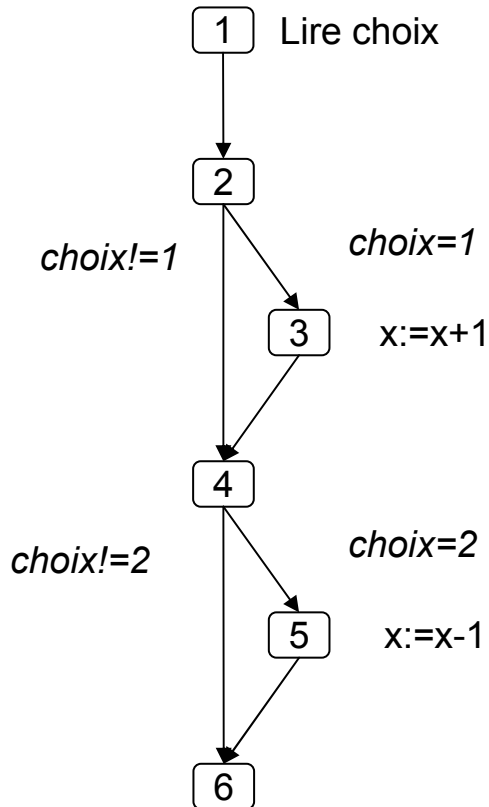 1 Lire choix
2
choix!=1 choix=1
3 x:=x+1
4
choix!=2 choix=2
5 x:=x-1
6